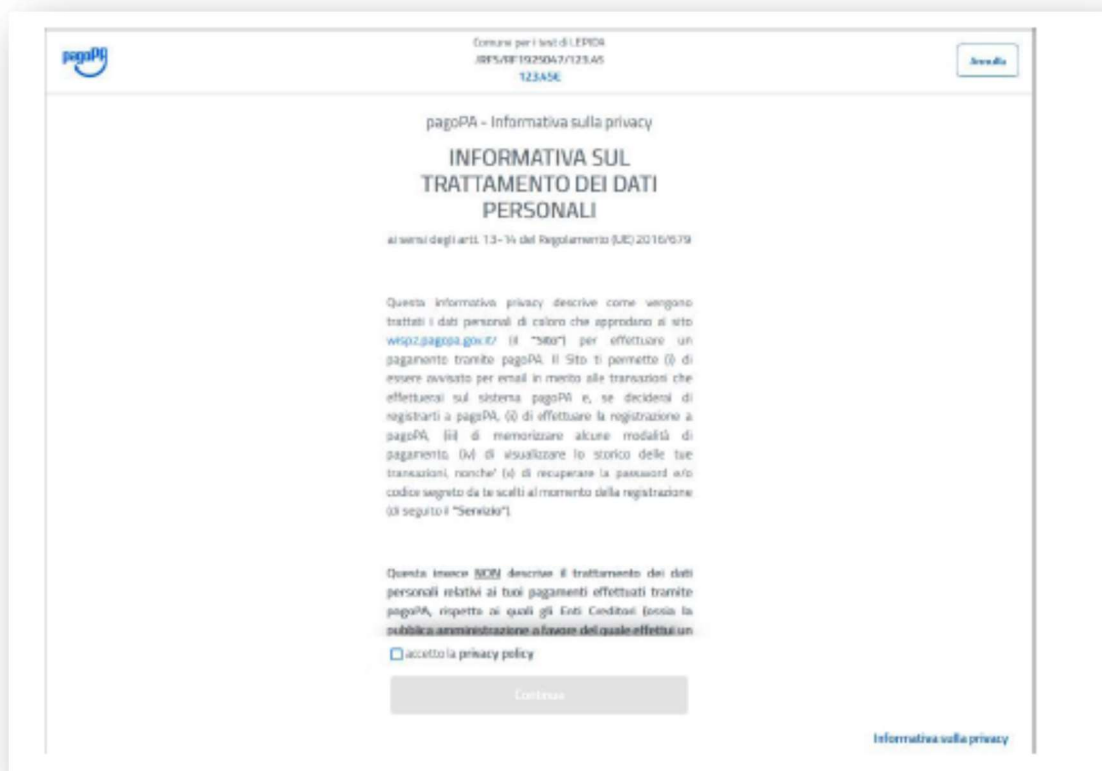 pagoPA
Comune per i test di LEPIDA
/RFS/RF1925047/123.45
123.45€
Annulla
pagoPA - Informativa sulla privacy
INFORMATIVA SUL
TRATTAMENTO DEI DATI
PERSONALI
ai sensi degli artt. 13-14 del Regolamento (UE) 2016/679
Questa informativa privacy descrive come vengono
trattati i dati personali di coloro che approdano al sito
wisp2.pagopa.gov.it/ (il "Sito") per effettuare un
pagamento tramite pagoPA. Il Sito ti permette (i) di
essere avvisato per email in merito alle transazioni che
effettuerai sul sistema pagoPA e, se deciderai di
registrarti a pagoPA, (ii) di effettuare la registrazione a
pagoPA, (iii) di memorizzare alcune modalità di
pagamento, (iv) di visualizzare lo storico delle tue
transazioni, nonche' (v) di recuperare la password e/o
codice segreto da te scelti al momento della registrazione
(di seguito il "Servizio").
Questa invece NON descrive il trattamento dei dati
personali relativi ai tuoi pagamenti effettuati tramite
pagoPA, rispetto ai quali gli Enti Creditori (ossia la
pubblica amministrazione a favore del quale effettui un
accetto la privacy policy
Continua
Informativa sulla privacy